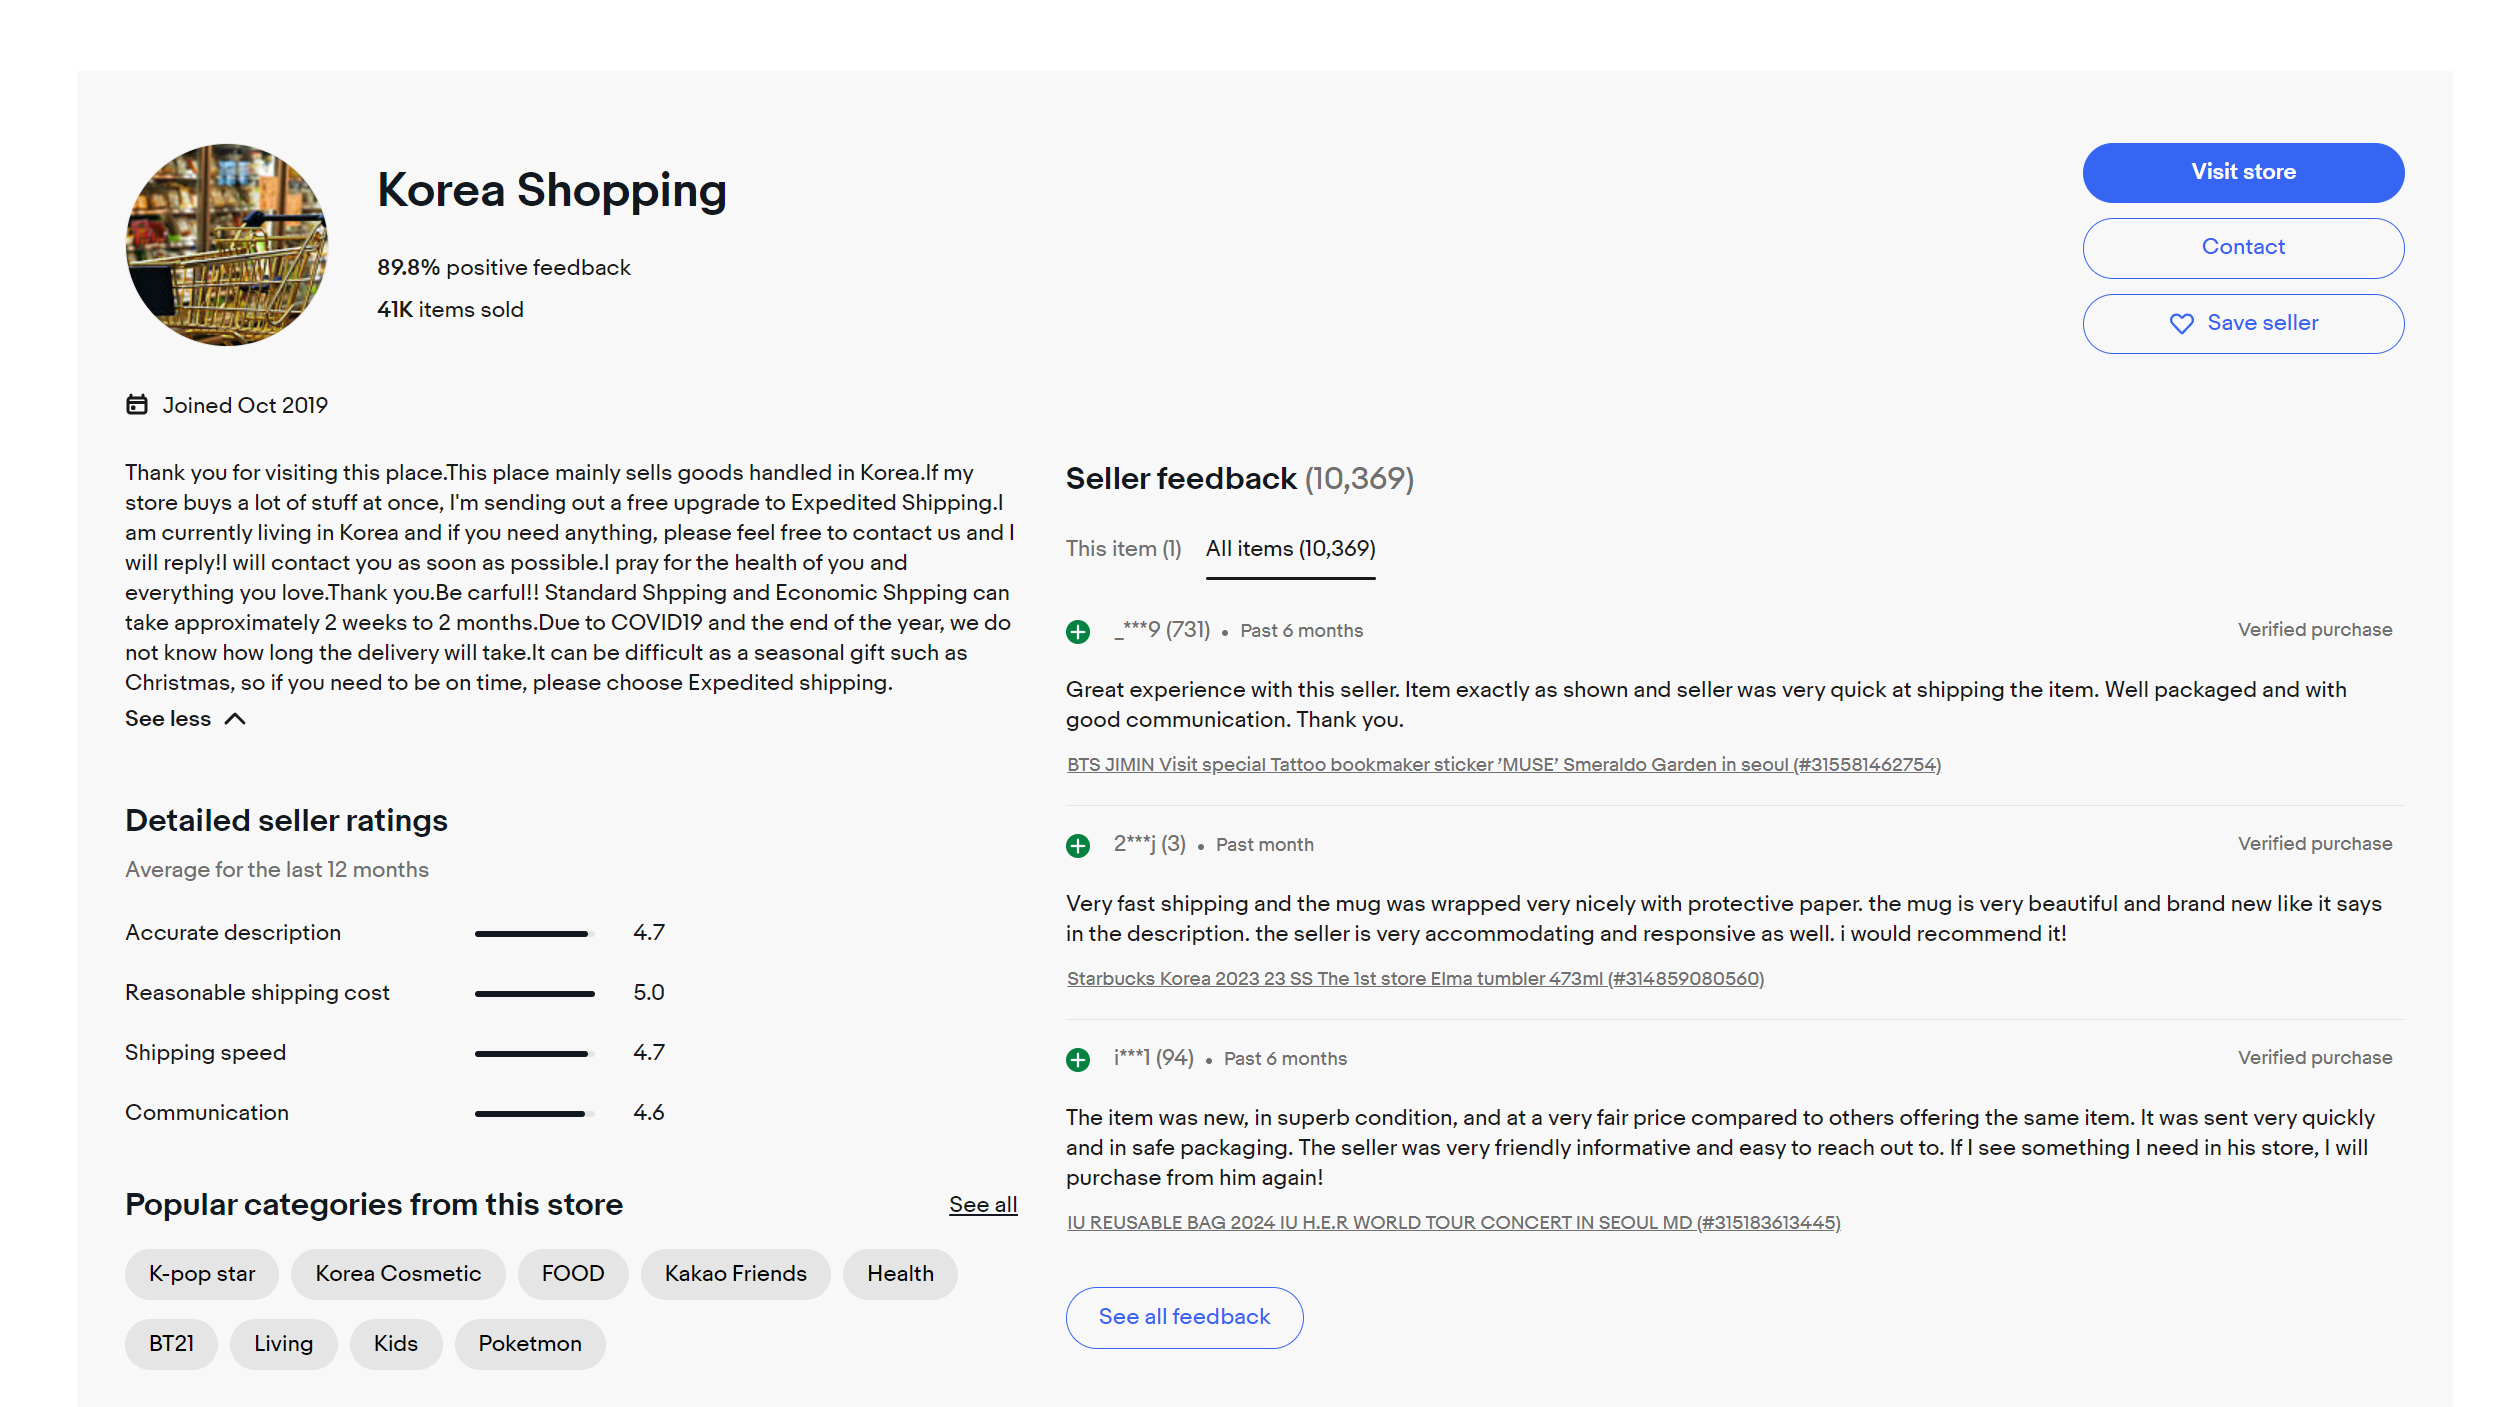 Korea Shopping
89.8% positive feedback
41K items sold
Visit store
Contact
Save seller
Joined Oct 2019
Thank you for visiting this place.This place mainly sells goods handled in Korea.If my
store buys a lot of stuff at once, I'm sending out a free upgrade to Expedited Shipping.I
am currently living in Korea and if you need anything, please feel free to contact us and I
will reply!I will contact you as soon as possible.I pray for the health of you and
everything you love.Thank you.Be carful!! Standard Shpping and Economic Shpping can
take approximately 2 weeks to 2 months.Due to COVID19 and the end of the year, we do
not know how long the delivery will take.It can be difficult as a seasonal gift such as
Christmas, so if you need to be on time, please choose Expedited shipping.
See less
Detailed seller ratings
Average for the last 12 months
Accurate description 4.7
Reasonable shipping cost 5.0
Shipping speed 4.7
Communication 4.6
Popular categories from this store See all
K-pop star Korea Cosmetic FOOD Kakao Friends Health
BT21 Living Kids Poketmon
Seller feedback (10,369)
This item (1) All items (10,369)
_***9 (731) • Past 6 months Verified purchase
Great experience with this seller. Item exactly as shown and seller was very quick at shipping the item. Well packaged and with
good communication. Thank you.
BTS JIMIN Visit special Tattoo bookmaker sticker 'MUSE' Smeraldo Garden in seoul (#315581462754)
2***j (3) • Past month Verified purchase
Very fast shipping and the mug was wrapped very nicely with protective paper. the mug is very beautiful and brand new like it says
in the description. the seller is very accommodating and responsive as well. i would recommend it!
Starbucks Korea 2023 23 SS The 1st store Elma tumbler 473ml (#314859080560)
i***1 (94) • Past 6 months Verified purchase
The item was new, in superb condition, and at a very fair price compared to others offering the same item. It was sent very quickly
and in safe packaging. The seller was very friendly informative and easy to reach out to. If I see something I need in his store, I will
purchase from him again!
IU REUSABLE BAG 2024 IU H.E.R WORLD TOUR CONCERT IN SEOUL MD (#315183613445)
See all feedback